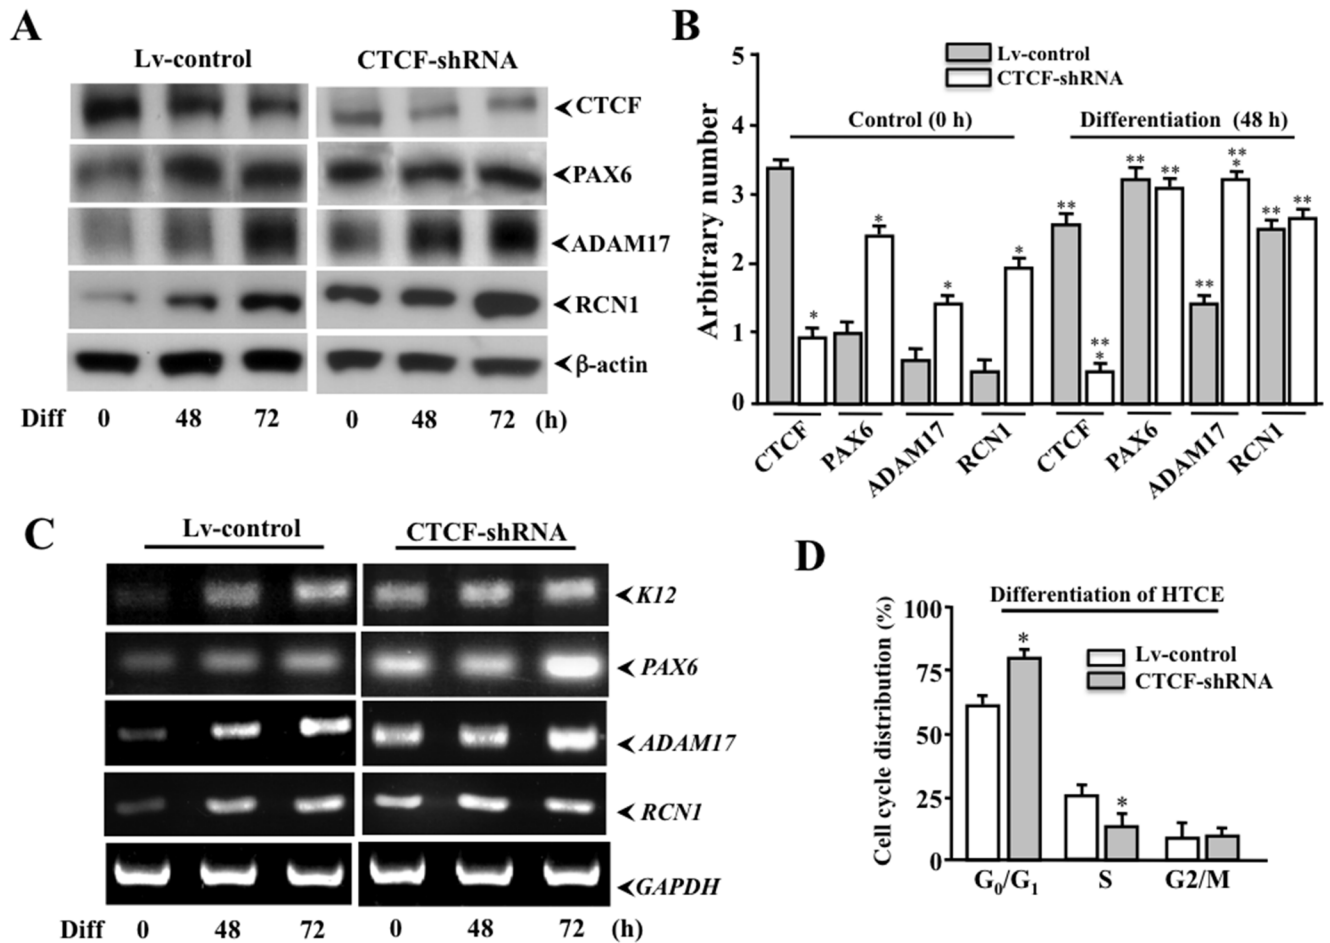 A
Lv-control
CTCF-shRNA
CTCF
PAX6
ADAM17
RCN1
β-actin
Diff 0 48 72 0 48 72 (h)
B
Lv-control
CTCF-shRNA
Control (0 h)
Differentiation (48 h)
Arbitrary number
5
4
3
2
1
0
*
*
*
*
**
**
*
**
**
**
**
*
**
**
CTCF
PAX6
ADAM17
RCN1
CTCF
PAX6
ADAM17
RCN1
C
Lv-control
CTCF-shRNA
K12
PAX6
ADAM17
RCN1
GAPDH
Diff 0 48 72 0 48 72 (h)
D
Differentiation of HTCE
Lv-control
CTCF-shRNA
Cell cycle distribution (%)
100
75
50
25
0
*
*
G0/G1 S G2/M